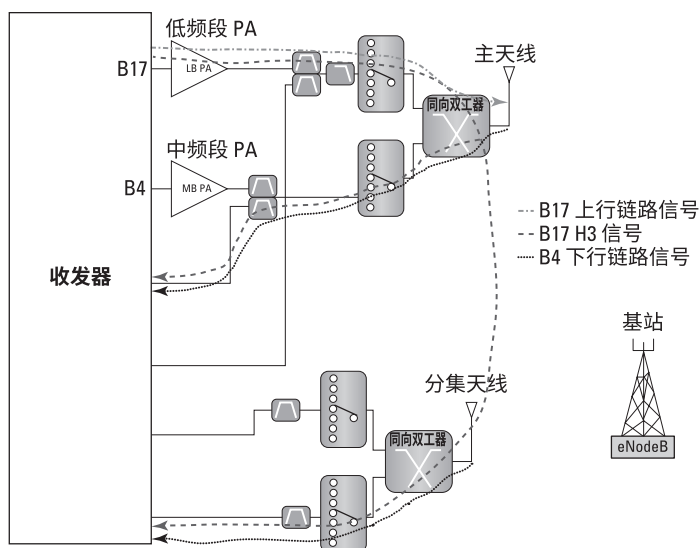 低频段 PA
B17
LB PA
主天线
同向双工器
中频段 PA
B4
MB PA
B17 上行链路信号
B17 H3 信号
B4 下行链路信号
收发器
基站
eNodeB
分集天线
同向双工器